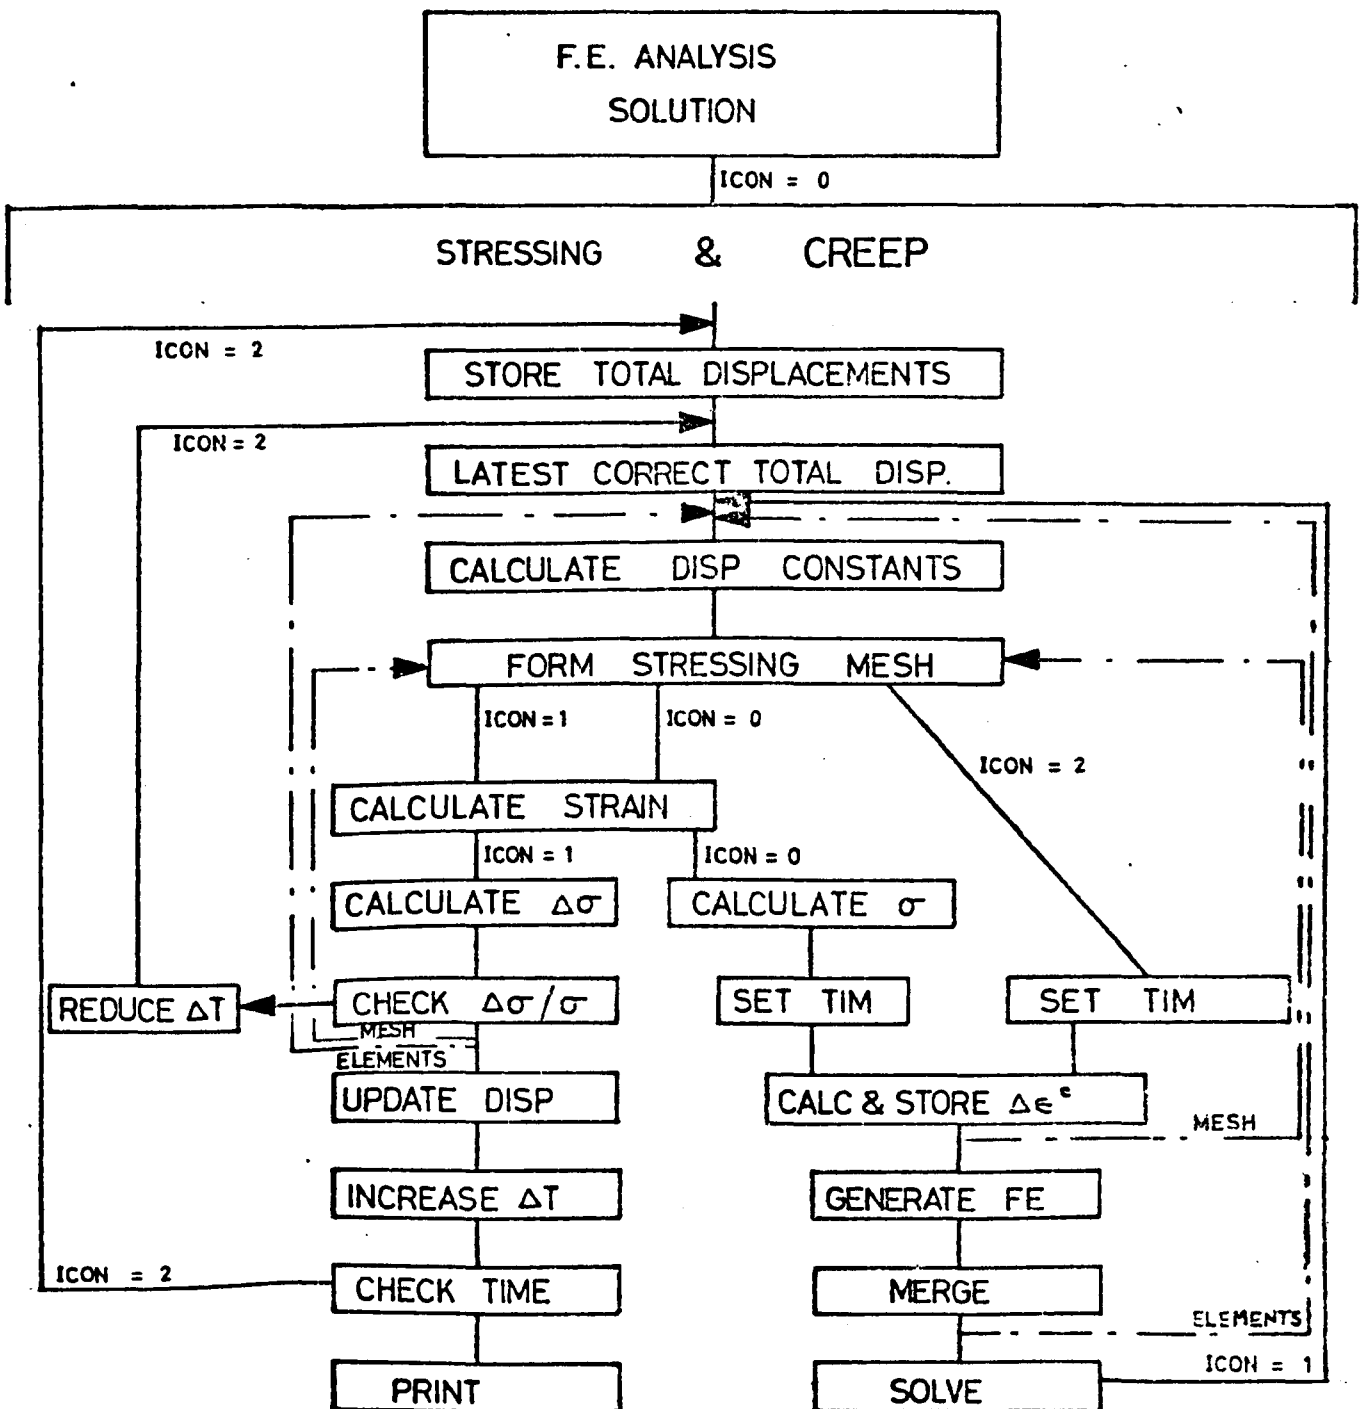 F.E. ANALYSIS
SOLUTION
ICON = 0
STRESSING & CREEP
ICON = 2
STORE TOTAL DISPLACEMENTS
ICON = 2
LATEST CORRECT TOTAL DISP.
CALCULATE DISP CONSTANTS
FORM STRESSING MESH
ICON = 1
ICON = 0
ICON = 2
CALCULATE STRAIN
ICON = 1
ICON = 0
CALCULATE Δσ
CALCULATE σ
REDUCE ΔT
CHECK Δσ/σ
SET TIM
SET TIM
MESH
ELEMENTS
UPDATE DISP
CALC & STORE Δϵᶜ
MESH
INCREASE ΔT
GENERATE FE
ICON = 2
CHECK TIME
MERGE
ELEMENTS
ICON = 1
PRINT
SOLVE